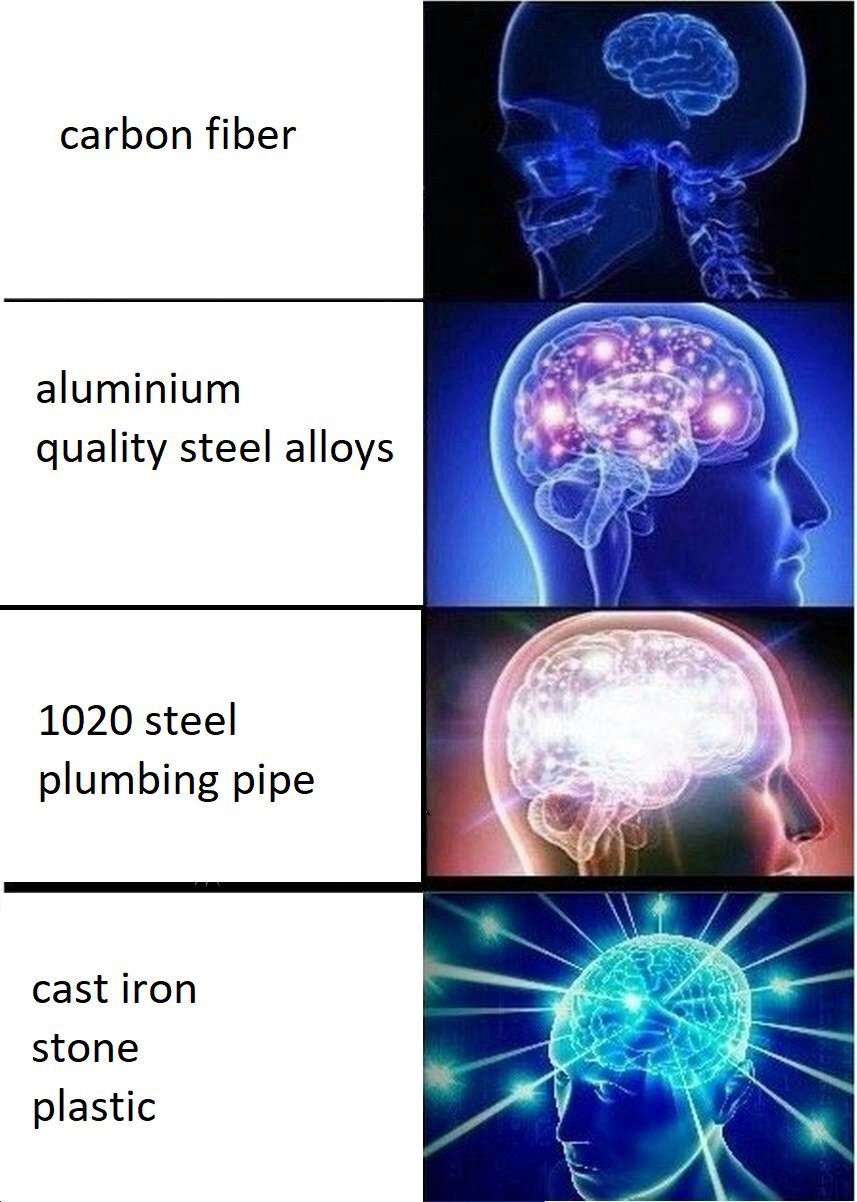 carbon fiber
aluminium
quality steel alloys
1020 steel
plumbing pipe
cast iron
stone
plastic